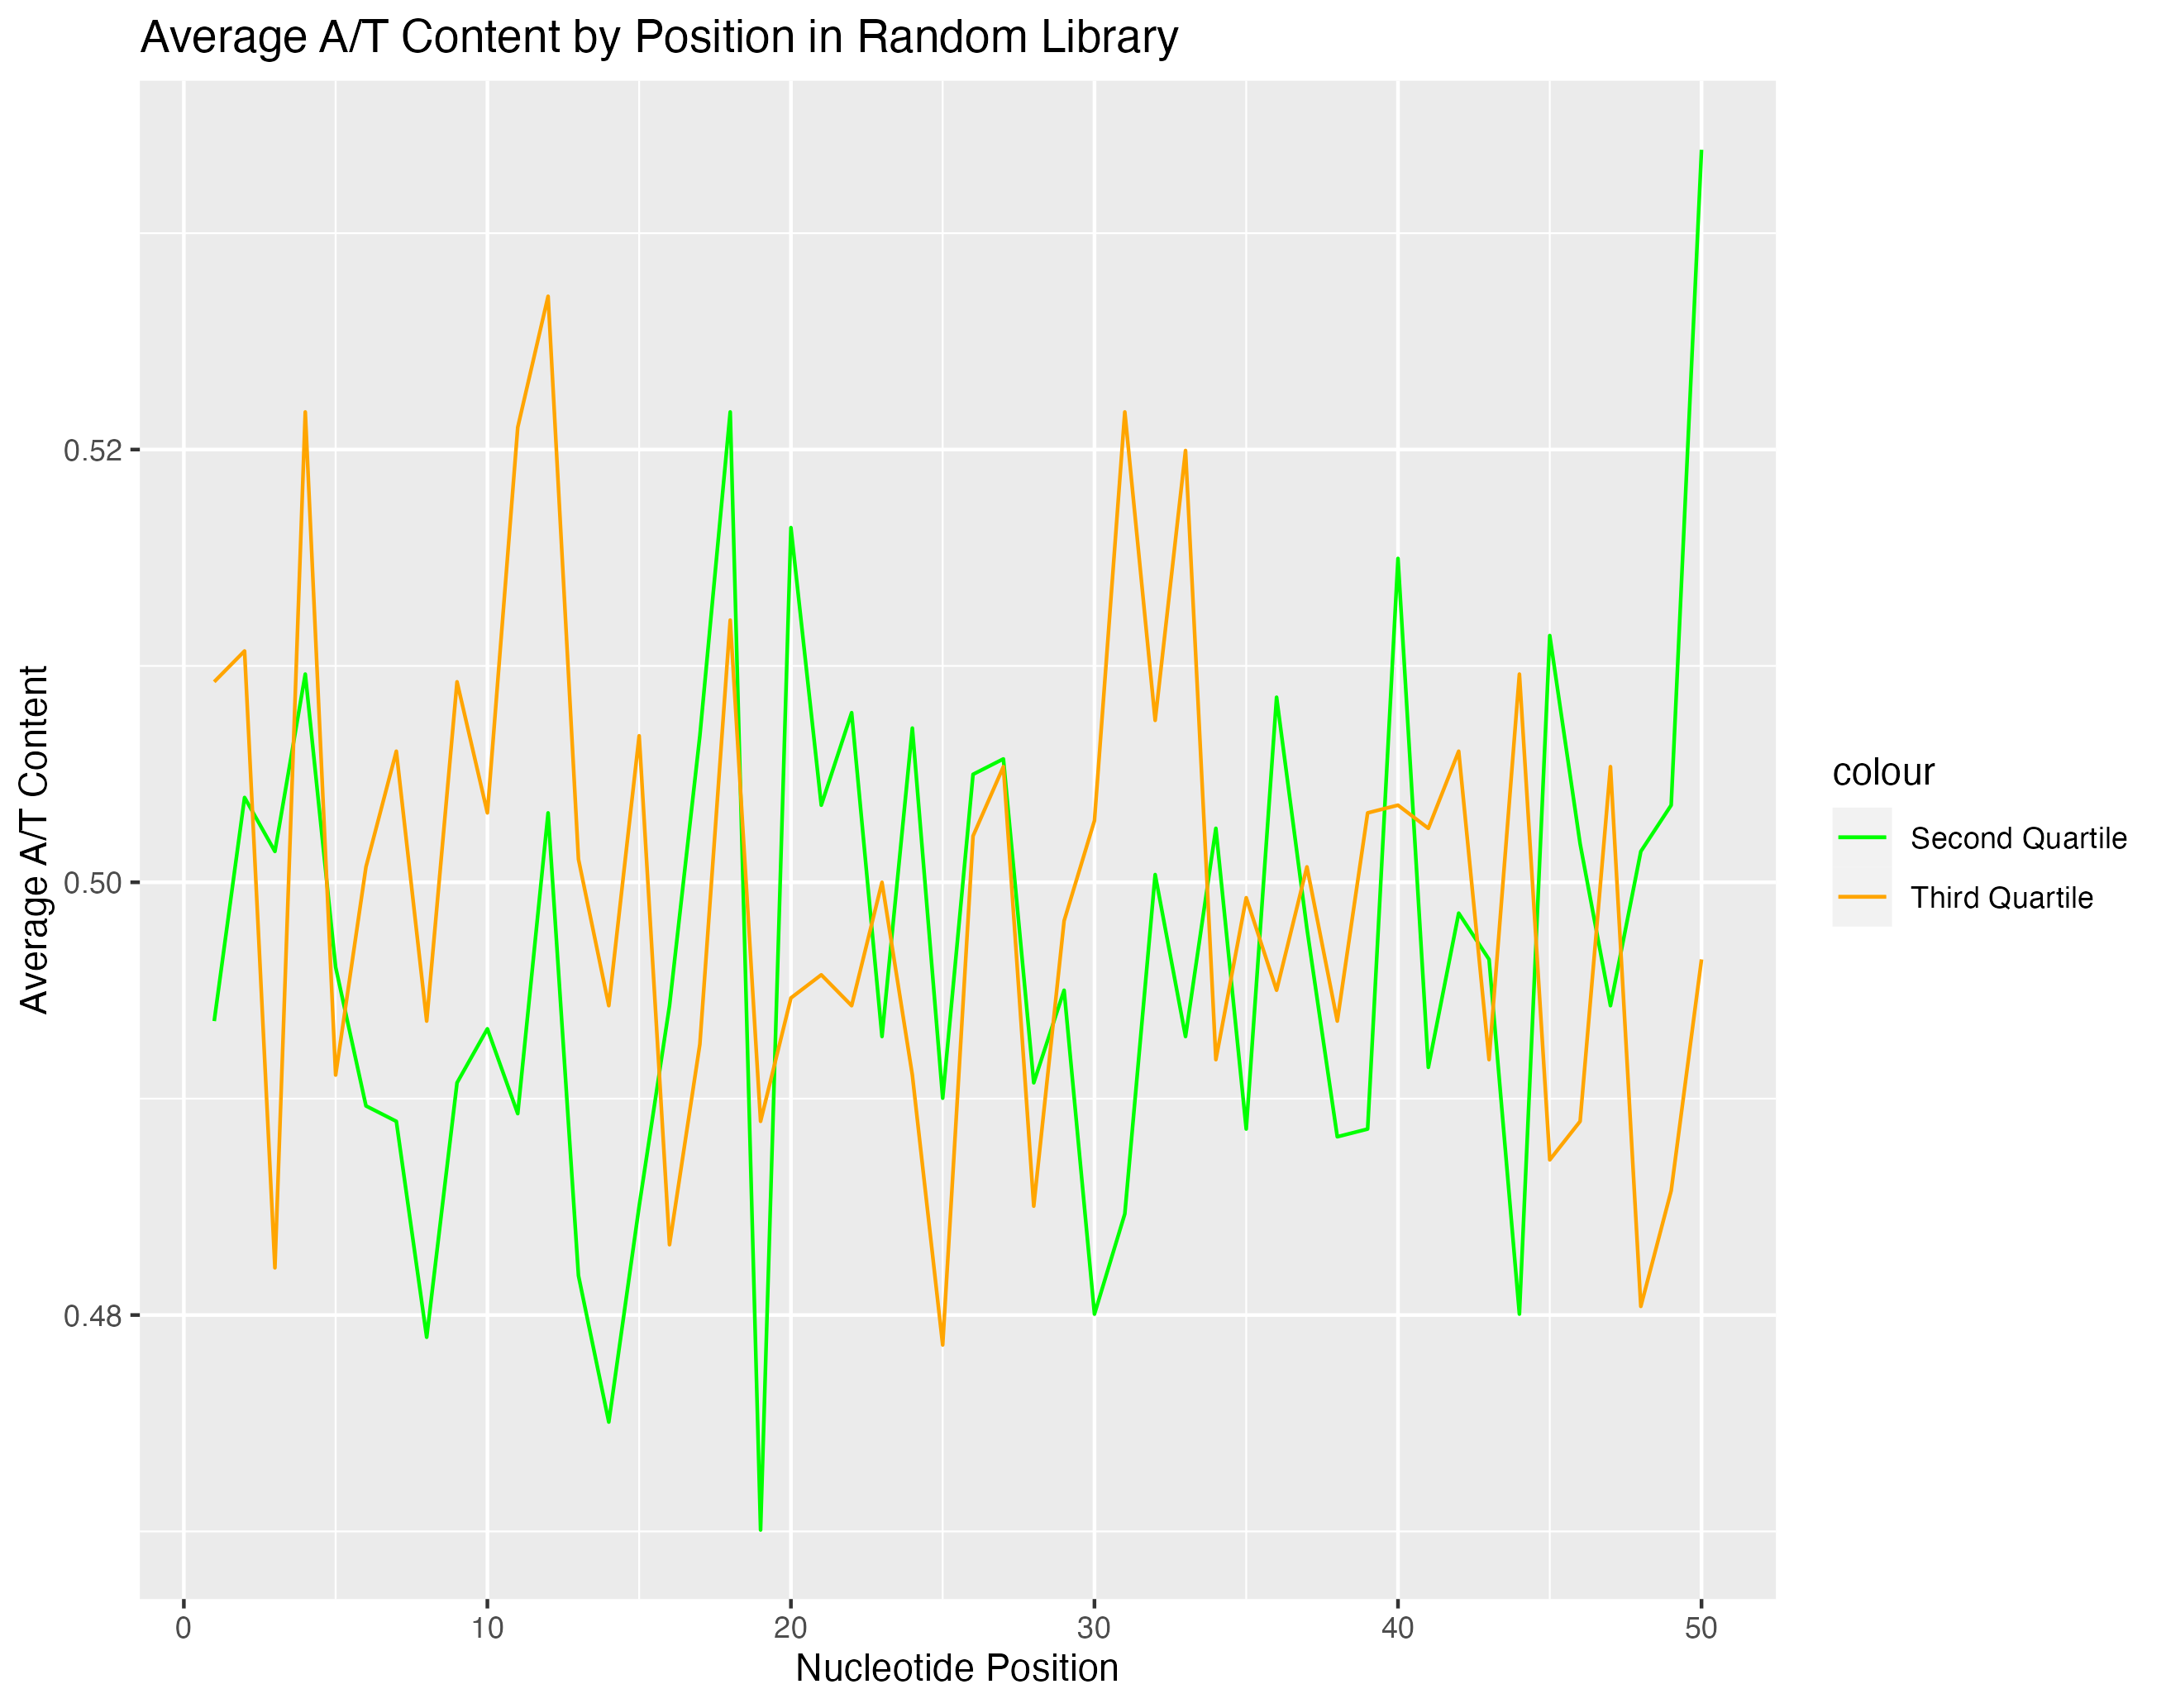 Average A/T Content by Position in Random Library
Average A/T Content
0.52
0.50
0.48
0
10
20
30
40
50
Nucleotide Position
colour
Second Quartile
Third Quartile